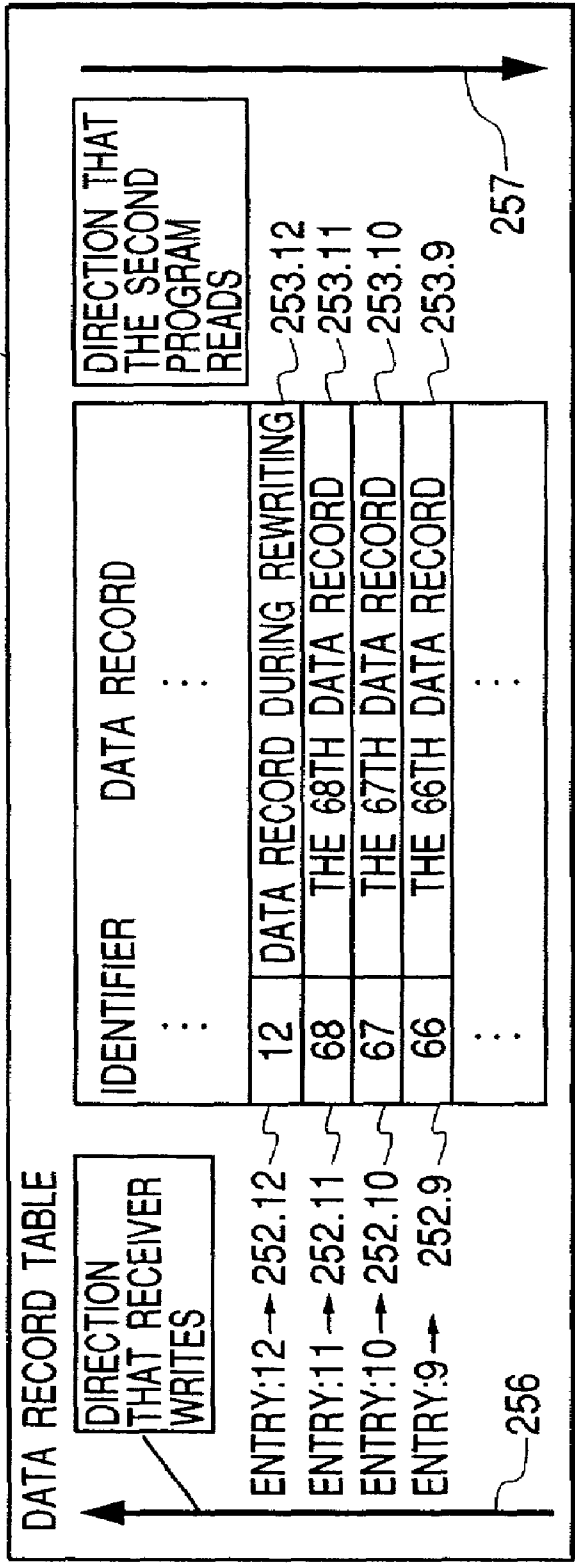 DATA RECORD TABLE
DIRECTION
THAT RECEIVER
WRITES
DIRECTION THAT
THE SECOND
PROGRAM
READS
IDENTIFIER DATA RECORD
⋮ ⋮
ENTRY:12→252.12 12 DATA RECORD DURING REWRITING 253.12
ENTRY:11→252.11 68 THE 68TH DATA RECORD 253.11
ENTRY:10→252.10 67 THE 67TH DATA RECORD 253.10
ENTRY:9→ 252.9 66 THE 66TH DATA RECORD 253.9
⋮ ⋮
256
257